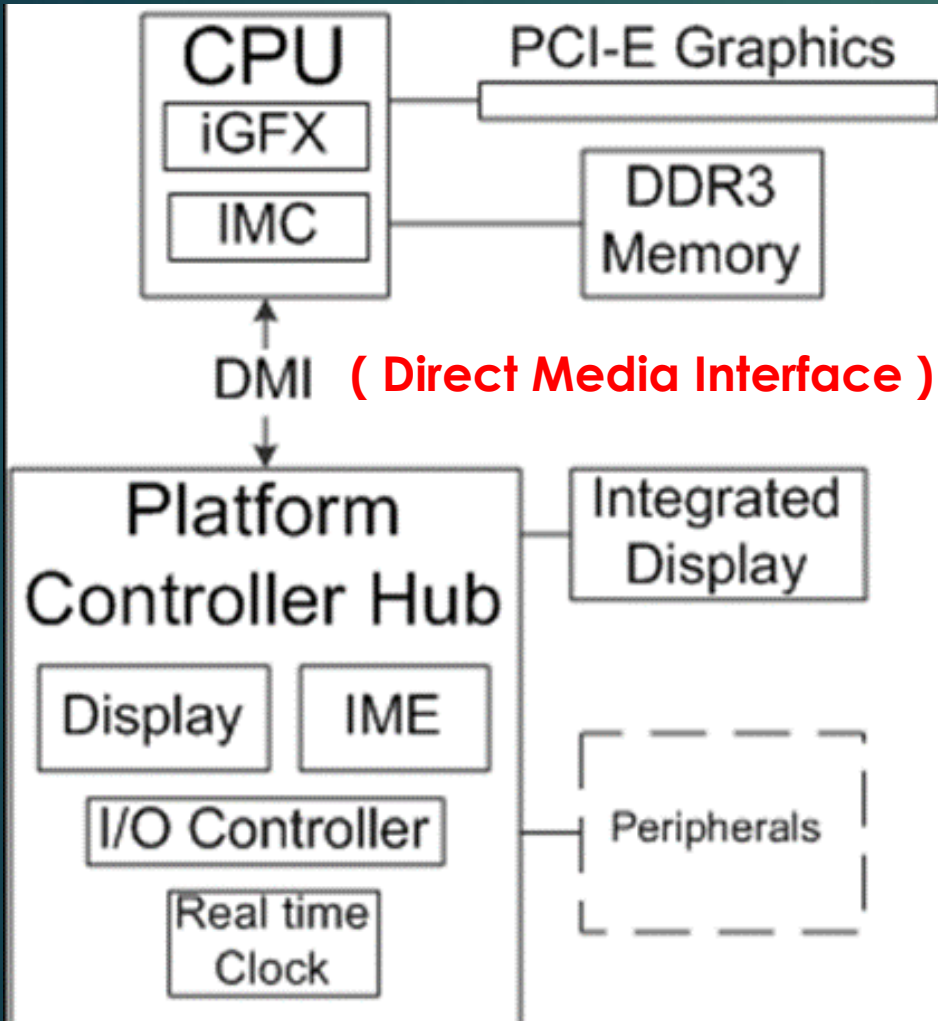 CPU
iGFX
IMC
PCI-E Graphics
DDR3
Memory
DMI ( Direct Media Interface )
Platform
Controller Hub
Display
IME
I/O Controller
Real time
Clock
Integrated
Display
Peripherals